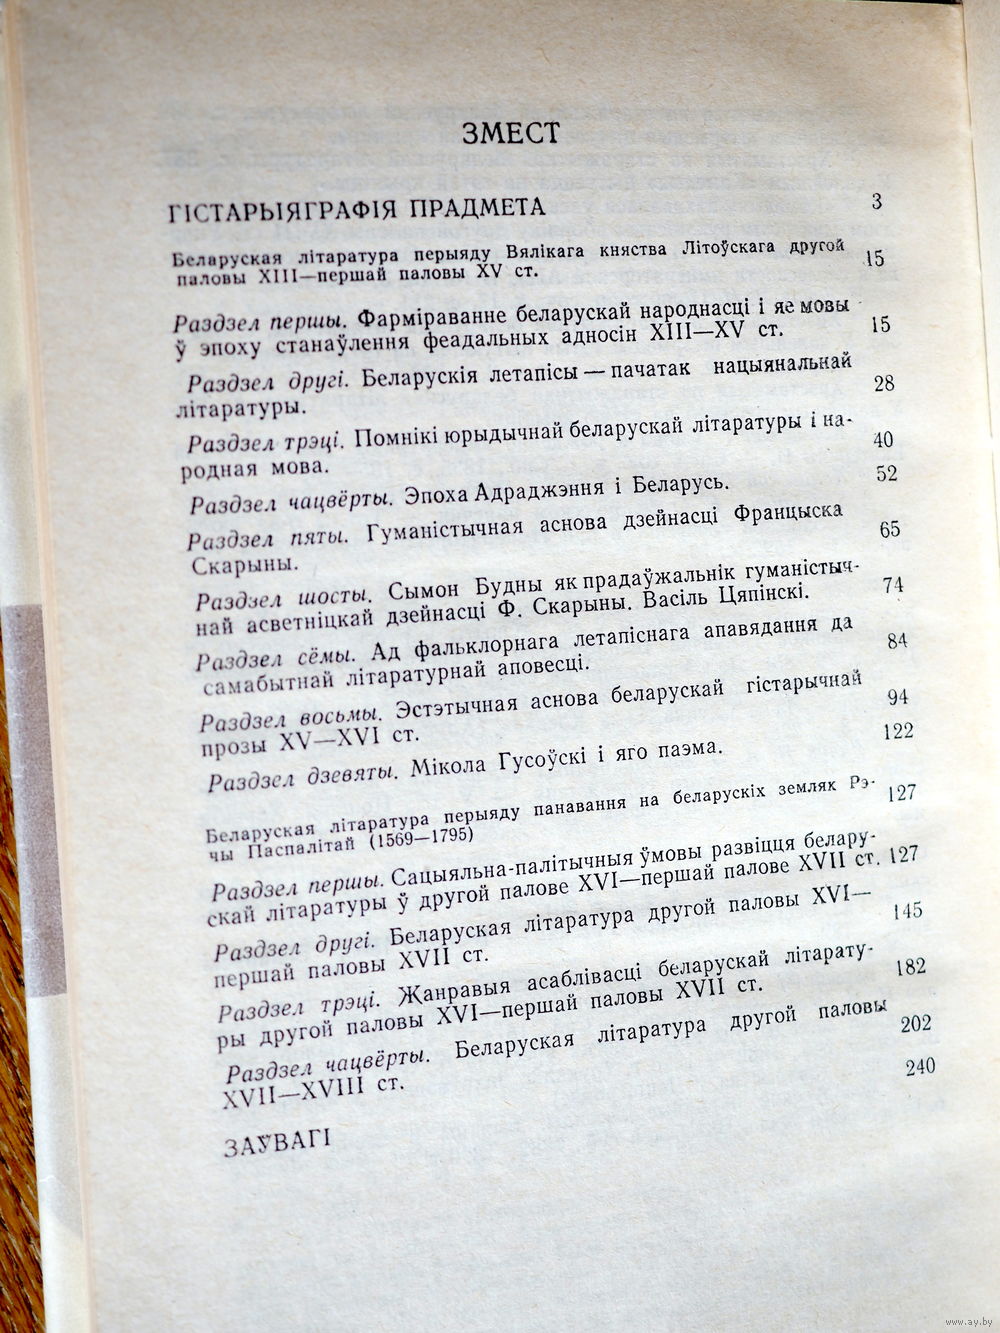 ЗМЕСТ
ГІСТАРЫЯГРАФІЯ ПРАДМЕТА 3
Беларуская літаратура перыяду Вялікага княства Літоўскага другой
паловы XIII—першай паловы XV ст. 15
Раздзел першы. Фарміраванне беларускай народнасці і яе мовы
ў эпоху станаўлення феадальных адносін XIII—XV ст. 15
Раздзел другі. Беларускія летапісы — пачатак нацыянальнай
літаратуры. 28
Раздзел трэці. Помнікі юрыдычнай беларускай літаратуры і на-
родная мова. 40
Раздзел чацвёрты. Эпоха Адраджэння і Беларусь. 52
Раздзел пяты. Гуманістычная аснова дзейнасці Францыска
Скарыны. 65
Раздзел шосты. Сымон Будны як прадаўжальнік гуманістыч-
най асветніцкай дзейнасці Ф. Скарыны. Васіль Цяпінскі. 74
Раздзел сёмы. Ад фальклорнага летапіснага апавядання да
самабытнай літаратурнай аповесці. 84
Раздзел восьмы. Эстэтычная аснова беларускай гістарычнай
прозы XV—XVI ст. 94
Раздзел дзевяты. Мікола Гусоўскі і яго паэма. 122
Беларуская літаратура перыяду панавання на беларускіх землях Рэ-
чы Паспалітай (1569—1795) 127
Раздзел першы. Сацыяльна-палітычныя ўмовы развіцця белару-
скай літаратуры ў другой палове XVI—першай палове XVII ст. 127
Раздзел другі. Беларуская літаратура другой паловы XVI—
першай паловы XVII ст. 145
Раздзел трэці. Жанравыя асаблівасці беларускай літарату-
ры другой паловы XVI—першай паловы XVII ст. 182
Раздзел чацвёрты. Беларуская літаратура другой паловы
XVII—XVIII ст. 202
ЗАЎВАГІ 240
www.ay.by